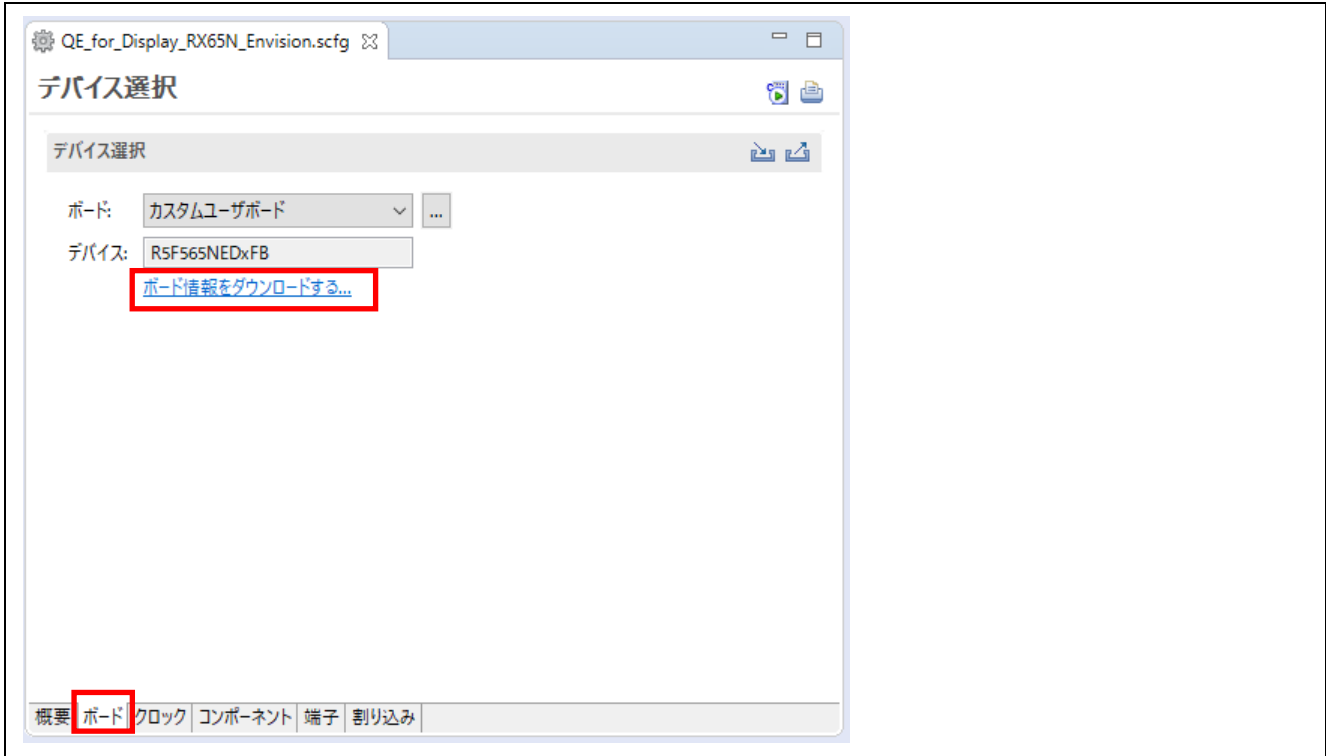 QE_for_Display_RX65N_Envision.scfg
デバイス選択
デバイス選択
ボード: カスタムユーザボード ...
デバイス: R5F565NEDxFB
ボード情報をダウンロードする...
概要 ボード クロック コンポーネント 端子 割り込み